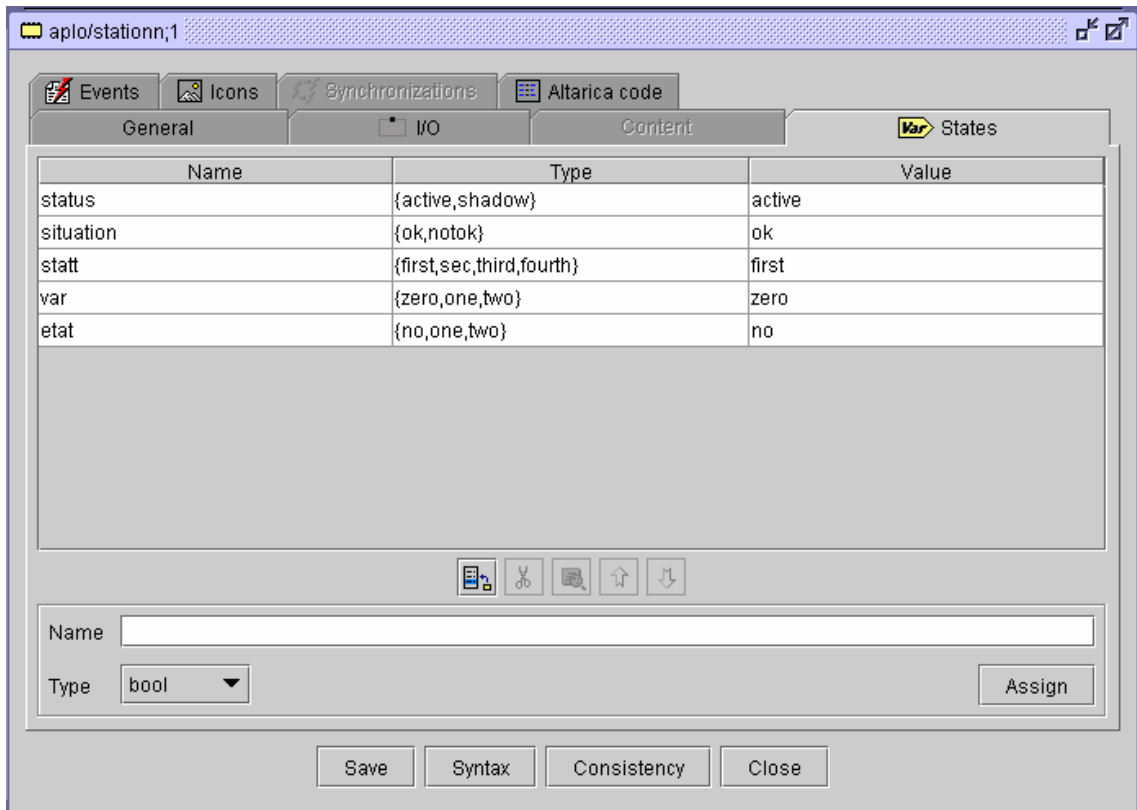 aplo/stationn;1
Events Icons Synchronizations Altarica code
General I/O Content Var States
Name Type Value
status {active,shadow} active
situation {ok,notok} ok
statt {first,sec,third,fourth} first
var {zero,one,two} zero
etat {no,one,two} no
Name
Type bool Assign
Save Syntax Consistency Close